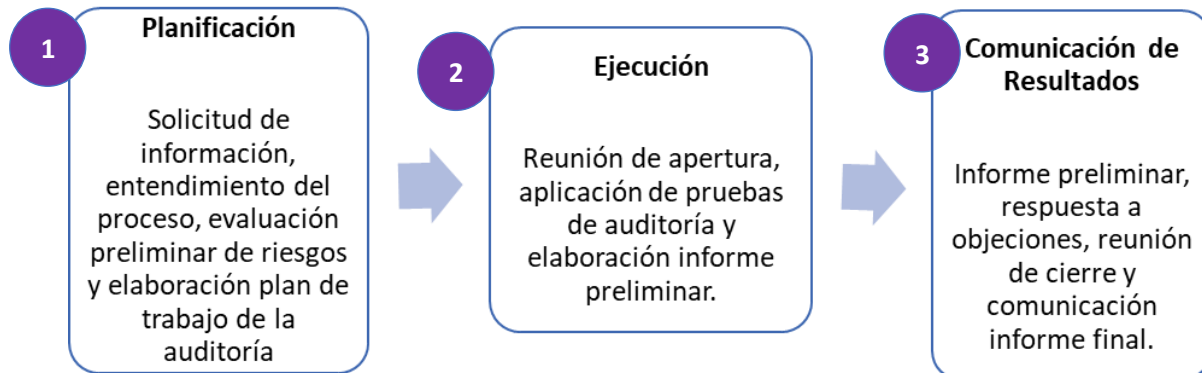 1
Planificación
Solicitud de
información,
entendimiento del
proceso, evaluación
preliminar de riesgos
y elaboración plan de
trabajo de la
auditoría
2
Ejecución
Reunión de apertura,
aplicación de pruebas
de auditoría y
elaboración informe
preliminar.
3
Comunicación de
Resultados
Informe preliminar,
respuesta a
objeciones, reunión
de cierre y
comunicación
informe final.